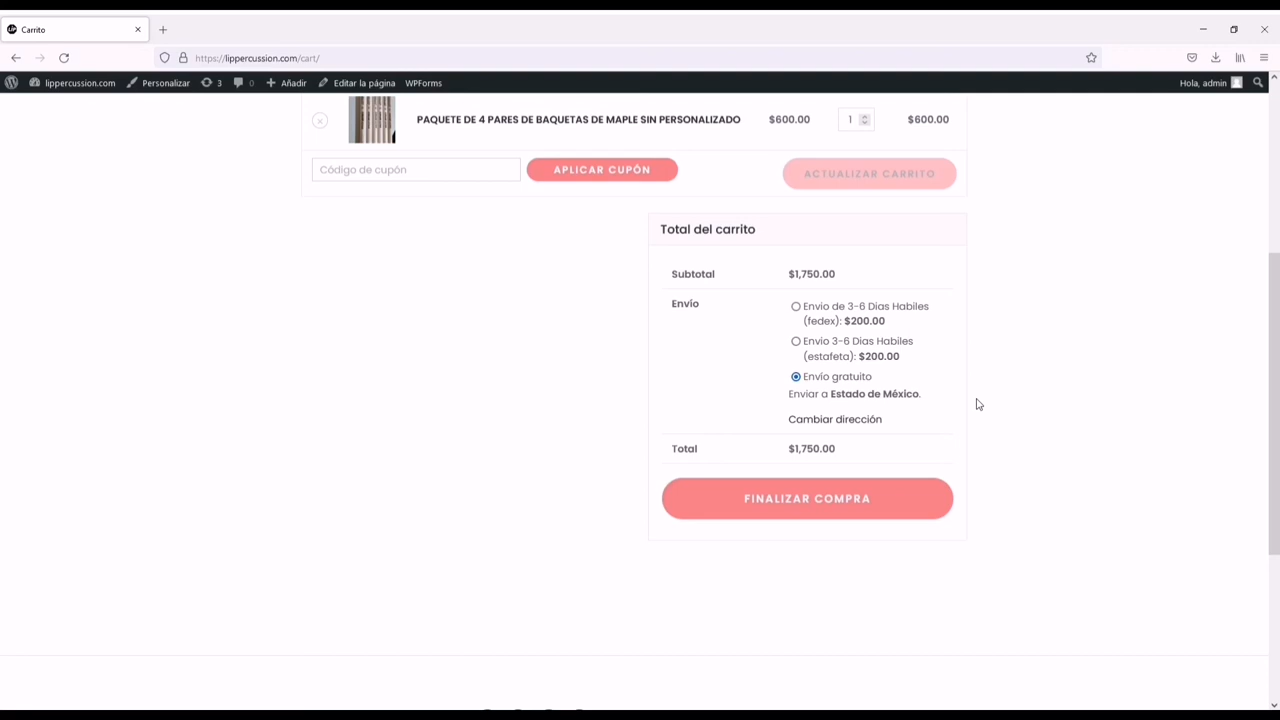 Carrito
https://lippercussion.com/cart/
lippercussion.com Personalizar 3 0 Añadir Editar la página WPForms Hola, admin
PAQUETE DE 4 PARES DE BAQUETAS DE MAPLE SIN PERSONALIZADO $600.00 1 $600.00
Código de cupón APLICAR CUPÓN ACTUALIZAR CARRITO
Total del carrito
Subtotal $1,750.00
Envío
Envio de 3-6 Dias Habiles
(fedex): $200.00
Envio 3-6 Dias Habiles
(estafeta): $200.00
Envío gratuito
Enviar a Estado de México.
Cambiar dirección
Total $1,750.00
FINALIZAR COMPRA